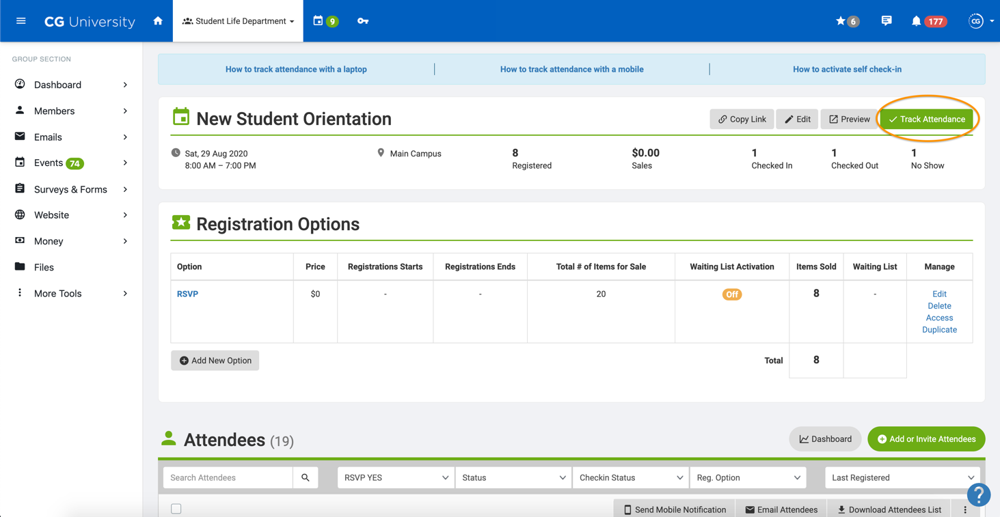 CG University
Student Life Department
9
6
177
CG
GROUP SECTION
Dashboard
Members
Emails
Events 74
Surveys & Forms
Website
Money
Files
More Tools
How to track attendance with a laptop
How to track attendance with a mobile
How to activate self check-in
New Student Orientation
Copy Link
Edit
Preview
Track Attendance
Sat, 29 Aug 2020
8:00 AM – 7:00 PM
Main Campus
8
Registered
$0.00
Sales
1
Checked In
1
Checked Out
1
No Show
Registration Options
Option Price Registrations Starts Registrations Ends Total # of Items for Sale Waiting List Activation Items Sold Waiting List Manage
RSVP $0 - - 20 Off 8 - Edit
Delete
Access
Duplicate
Add New Option
Total 8
Attendees (19)
Dashboard
Add or Invite Attendees
Search Attendees
RSVP YES
Status
Checkin Status
Reg. Option
Last Registered
?
Send Mobile Notification
Email Attendees
Download Attendees List